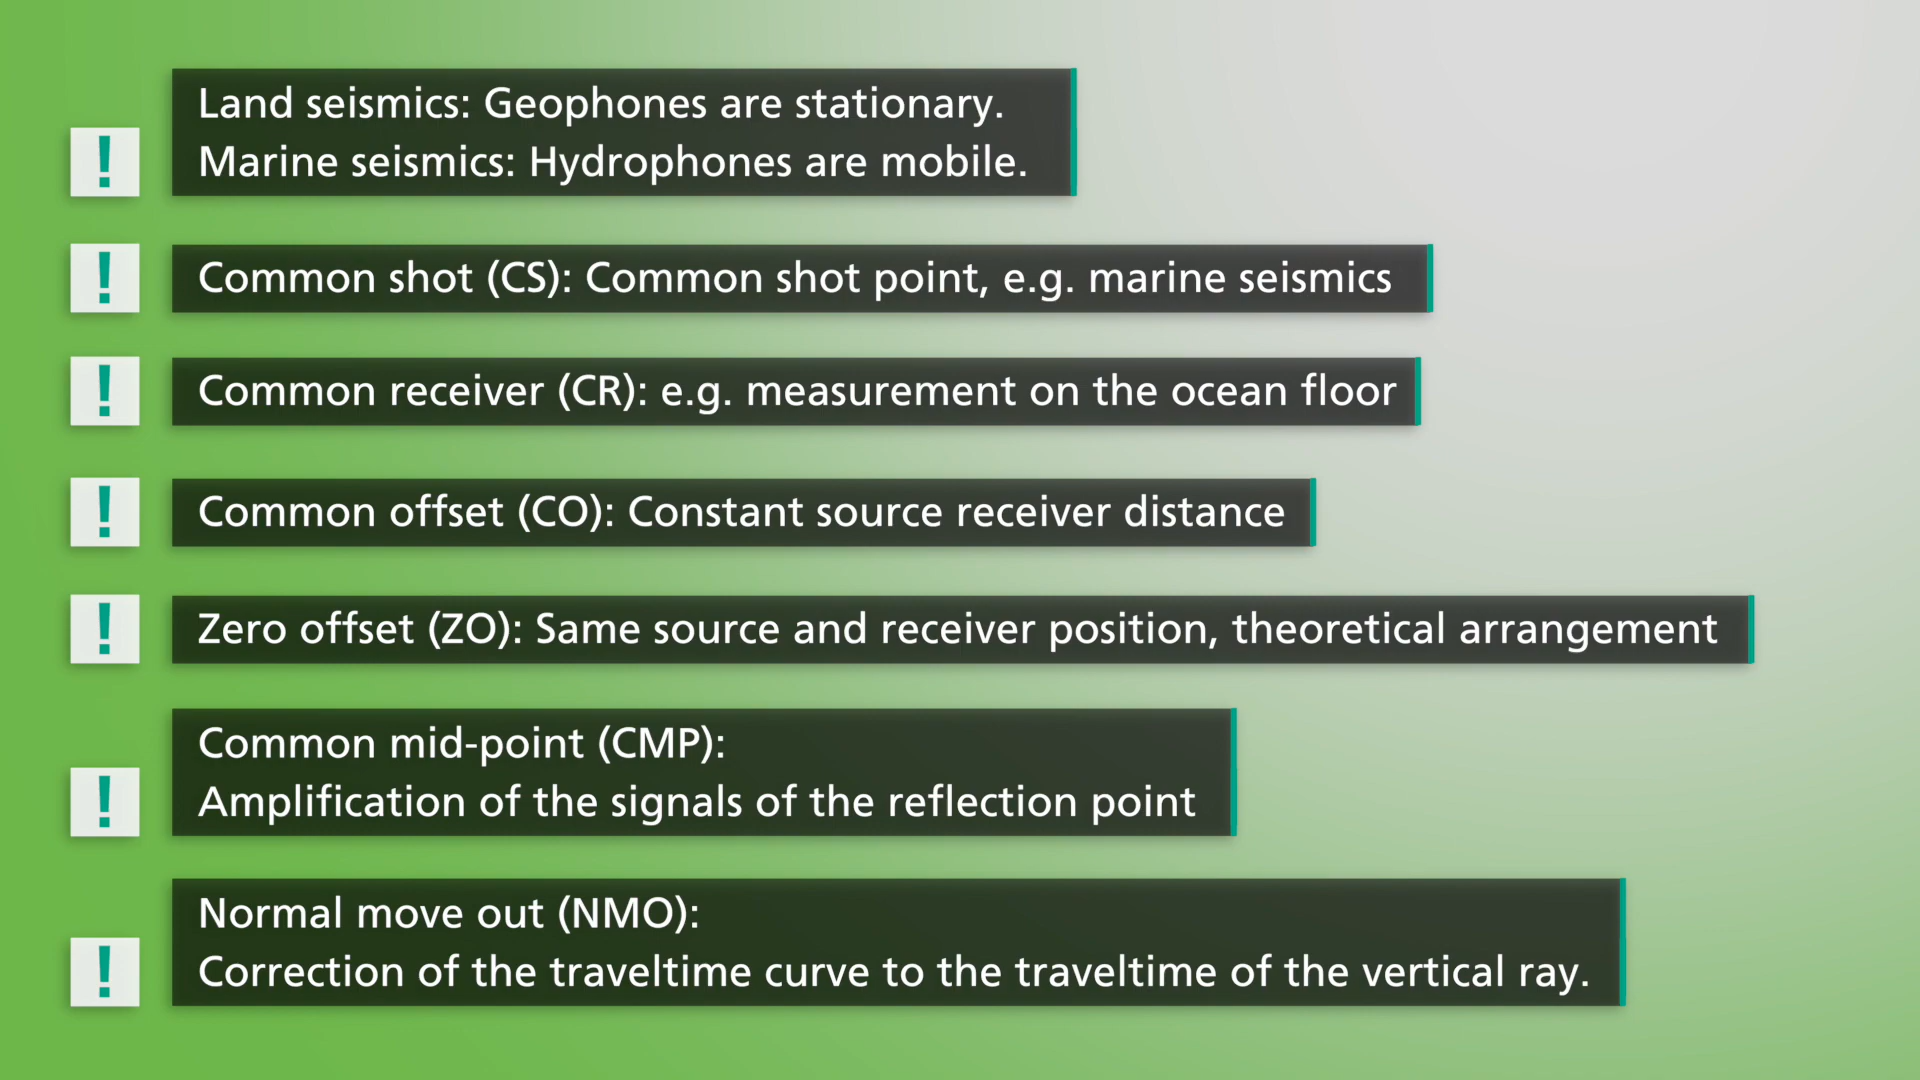 Land seismics: Geophones are stationary.
! Marine seismics: Hydrophones are mobile.
! Common shot (CS): Common shot point, e.g. marine seismics
! Common receiver (CR): e.g. measurement on the ocean floor
! Common offset (CO): Constant source receiver distance
! Zero offset (ZO): Same source and receiver position, theoretical arrangement
Common mid-point (CMP):
! Amplification of the signals of the reflection point
Normal move out (NMO):
! Correction of the traveltime curve to the traveltime of the vertical ray.